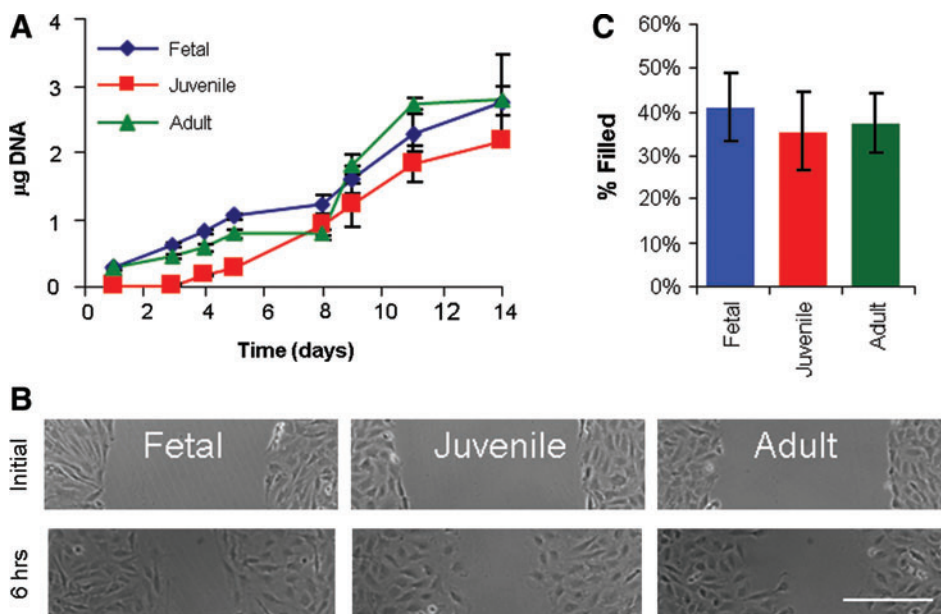 A
4
3
2
1
0
µg DNA
Fetal
Juvenile
Adult
0 2 4 6 8 10 12 14
Time (days)
C
60%
50%
40%
30%
20%
10%
0%
% Filled
Fetal
Juvenile
Adult
B
Initial
Fetal Juvenile Adult
6 hrs